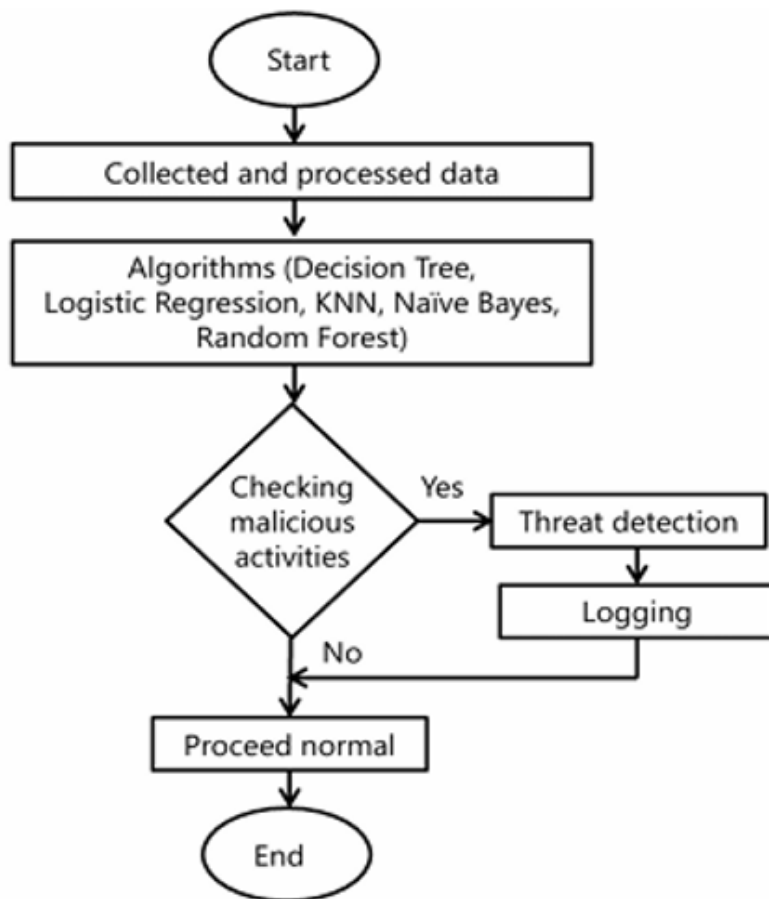 Start
Collected and processed data
Algorithms (Decision Tree,
Logistic Regression, KNN, Naïve Bayes,
Random Forest)
Checking
malicious
activities
Yes
Threat detection
Logging
No
Proceed normal
End